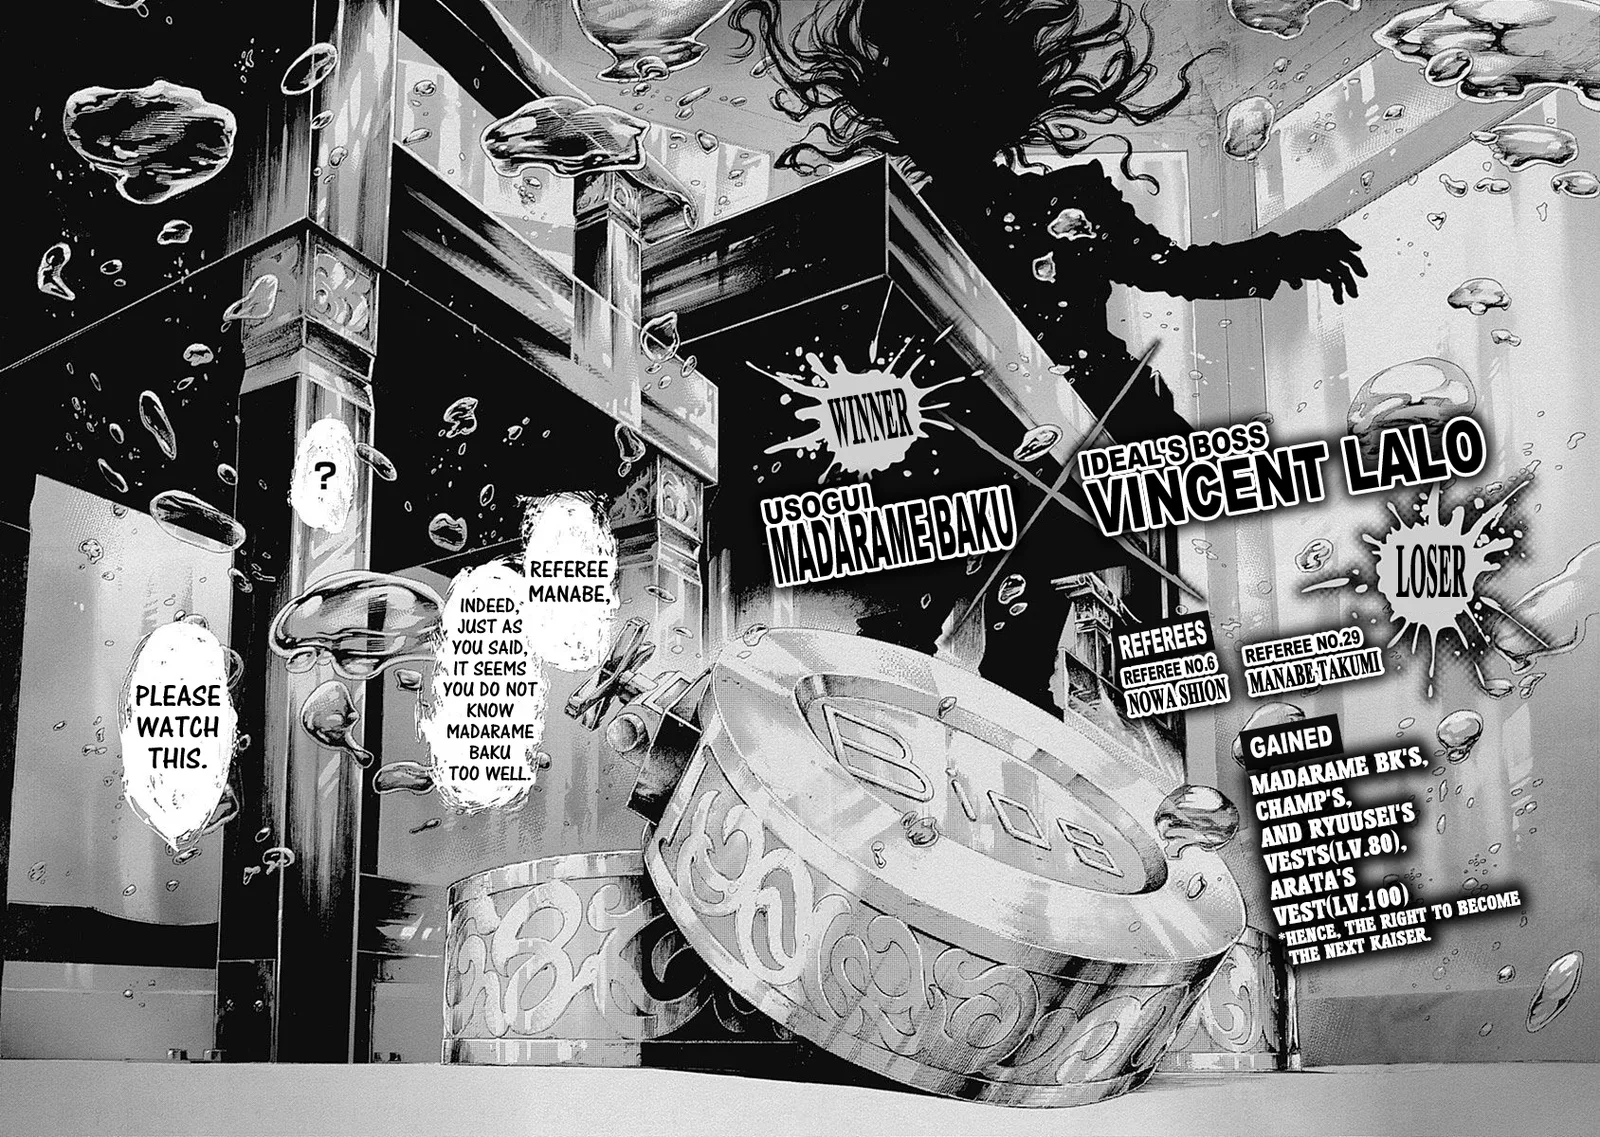 WINNER
USOGUI
MADARAME BAKU
IDEAL'S BOSS
VINCENT LALO
LOSER
REFEREES
REFEREE NO.6
NOWA SHION
REFEREE NO.29
MANABE TAKUMI
GAINED
MADARAME BK'S,
CHAMP'S,
AND RYUUSEI'S
VESTS(LV.80),
ARATA'S
VEST(LV.100)
*HENCE, THE RIGHT TO BECOME
THE NEXT KAISER.
Bios
REFEREE
MANABE,
INDEED,
JUST AS
YOU SAID,
IT SEEMS
YOU DO NOT
KNOW
MADARAME
BAKU
TOO WELL.
?
PLEASE
WATCH
THIS.